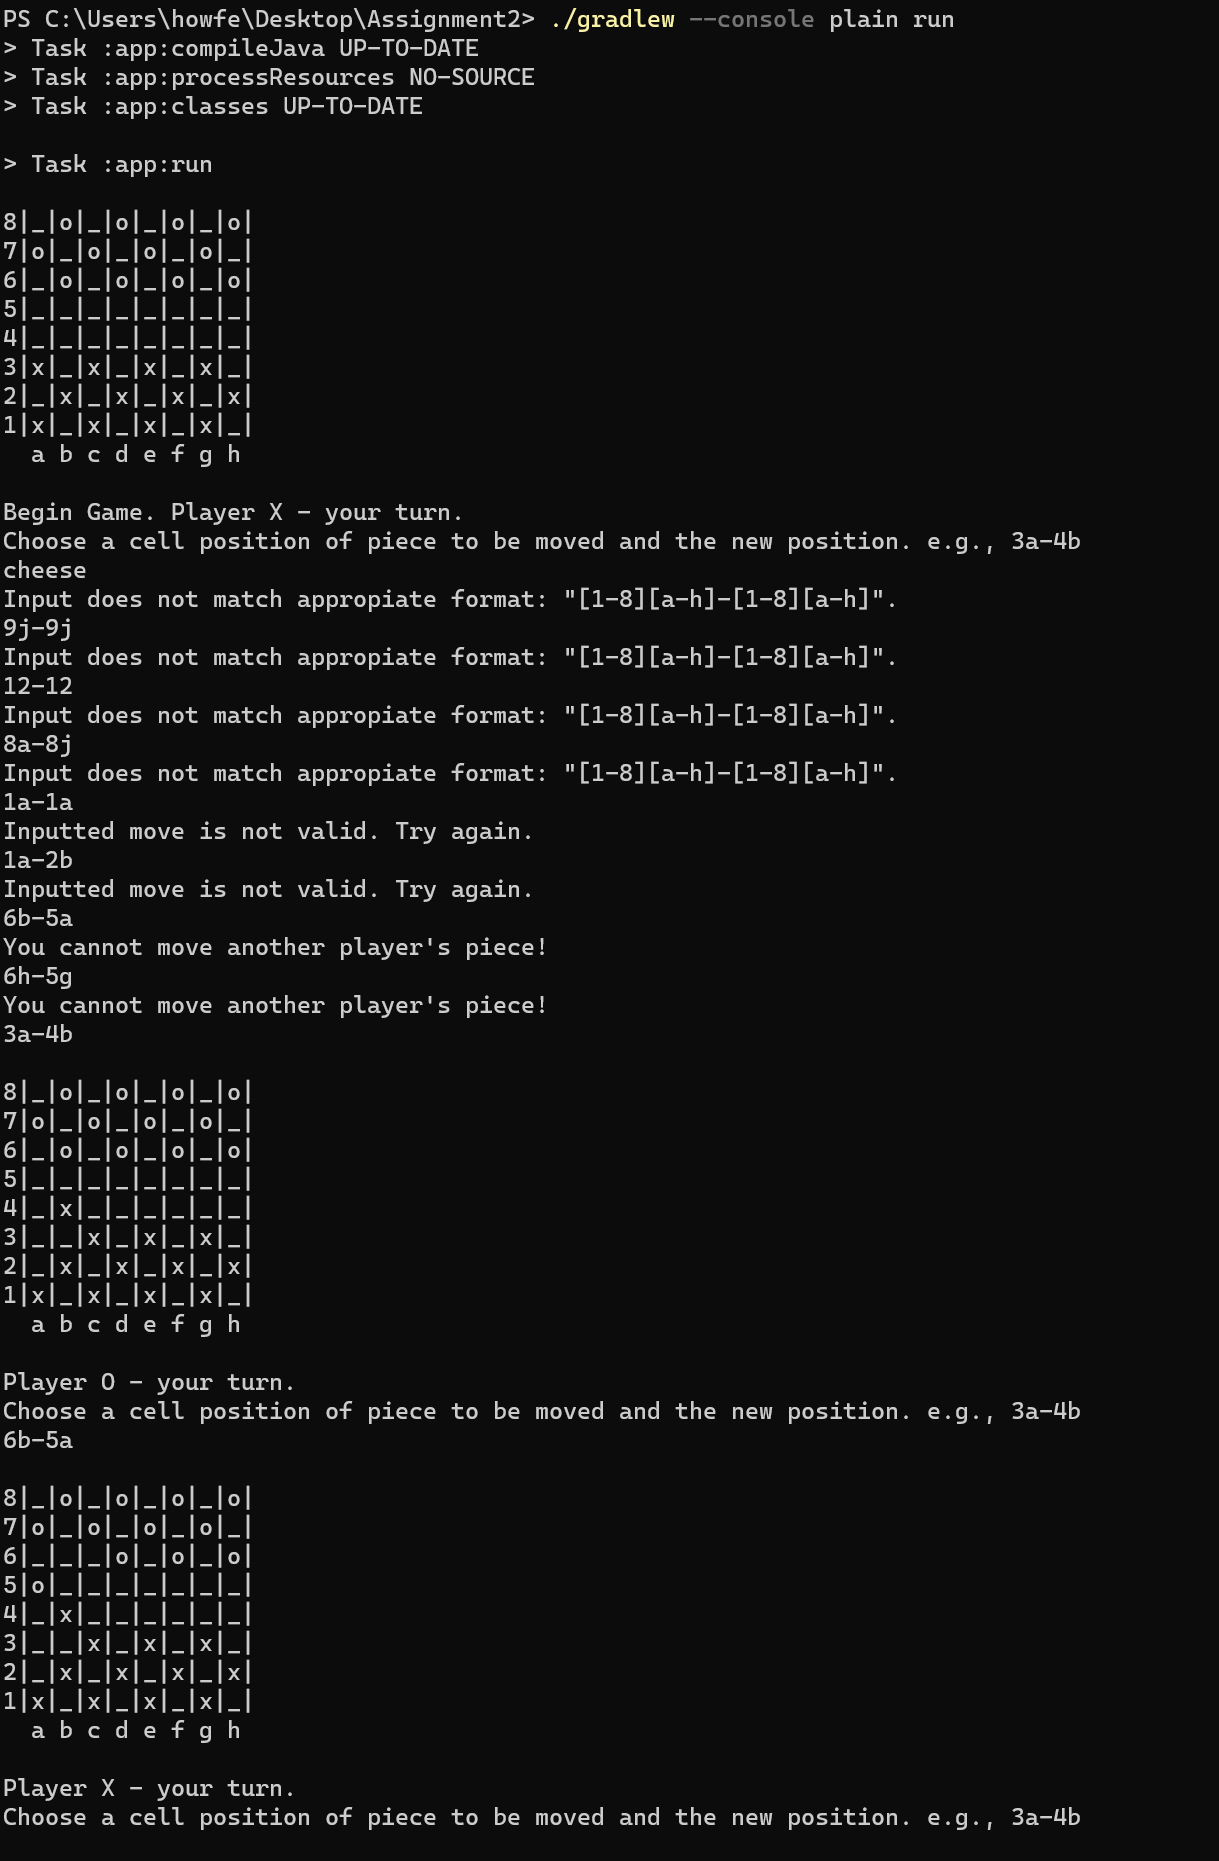 PS C:\Users\howfe\Desktop\Assignment2> ./gradlew --console plain run
> Task :app:compileJava UP-TO-DATE
> Task :app:processResources NO-SOURCE
> Task :app:classes UP-TO-DATE
> Task :app:run
8|_|o|_|o|_|o|_|o|
7|o|_|o|_|o|_|o|_|
6|_|o|_|o|_|o|_|o|
5|_|_|_|_|_|_|_|_|
4|_|_|_|_|_|_|_|_|
3|x|_|x|_|x|_|x|_|
2|_|x|_|x|_|x|_|x|
1|x|_|x|_|x|_|x|_|
  a b c d e f g h
Begin Game. Player X - your turn.
Choose a cell position of piece to be moved and the new position. e.g., 3a-4b
cheese
Input does not match appropiate format: "[1-8][a-h]-[1-8][a-h]".
9j-9j
Input does not match appropiate format: "[1-8][a-h]-[1-8][a-h]".
12-12
Input does not match appropiate format: "[1-8][a-h]-[1-8][a-h]".
8a-8j
Input does not match appropiate format: "[1-8][a-h]-[1-8][a-h]".
1a-1a
Inputted move is not valid. Try again.
1a-2b
Inputted move is not valid. Try again.
6b-5a
You cannot move another player's piece!
6h-5g
You cannot move another player's piece!
3a-4b
8|_|o|_|o|_|o|_|o|
7|o|_|o|_|o|_|o|_|
6|_|o|_|o|_|o|_|o|
5|_|_|_|_|_|_|_|_|
4|_|x|_|_|_|_|_|_|
3|_|_|x|_|x|_|x|_|
2|_|x|_|x|_|x|_|x|
1|x|_|x|_|x|_|x|_|
  a b c d e f g h
Player O - your turn.
Choose a cell position of piece to be moved and the new position. e.g., 3a-4b
6b-5a
8|_|o|_|o|_|o|_|o|
7|o|_|o|_|o|_|o|_|
6|_|_|_|o|_|o|_|o|
5|o|_|_|_|_|_|_|_|
4|_|x|_|_|_|_|_|_|
3|_|_|x|_|x|_|x|_|
2|_|x|_|x|_|x|_|x|
1|x|_|x|_|x|_|x|_|
  a b c d e f g h
Player X - your turn.
Choose a cell position of piece to be moved and the new position. e.g., 3a-4b